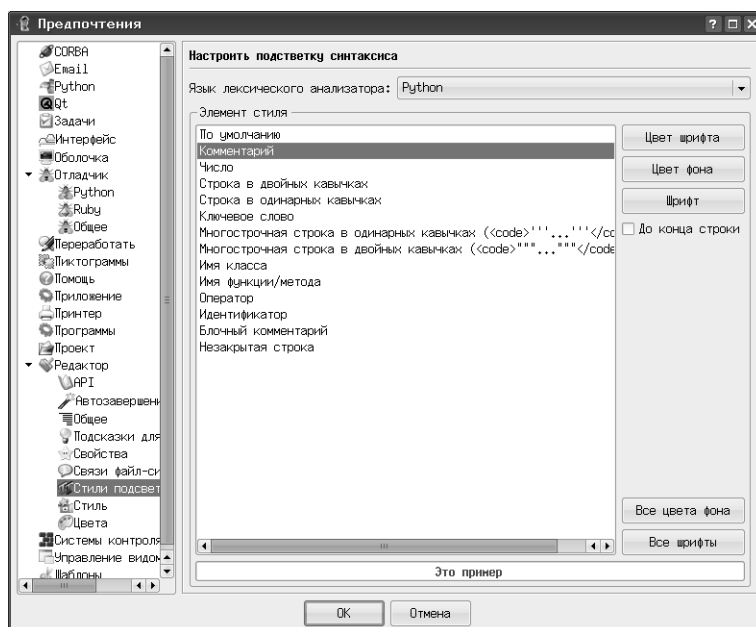 Предпочтения
CORBA
Email
Python
Qt
Задачи
Интерфейс
Оболочка
Отладчик
Python
Ruby
Общее
Переработать
Пиктограммы
Помощь
Приложение
Принтер
Программы
Проект
Редактор
API
Автозавершени
Общее
Подсказки для
Свойства
Связи файл-си
Стили подсвет
Стиль
Цвета
Системы контроля
Управление видом
Шаблоны
Настроить подстветку синтаксиса
Язык лексического анализатора: Python
Элемент стиля
По умолчанию
Комментарий
Число
Строка в двойных кавычках
Строка в одинарных кавычках
Ключевое слово
Многострочная строка в одинарных кавычках (<code>'''...'''</co
Многострочная строка в двойных кавычках (<code>"""..."""</code
Имя класса
Имя функции/метода
Оператор
Идентификатор
Блочный комментарий
Незакрытая строка
Цвет шрифта
Цвет фона
Шрифт
До конца строки
Все цвета фона
Все шрифты
Это пример
OK
Отмена